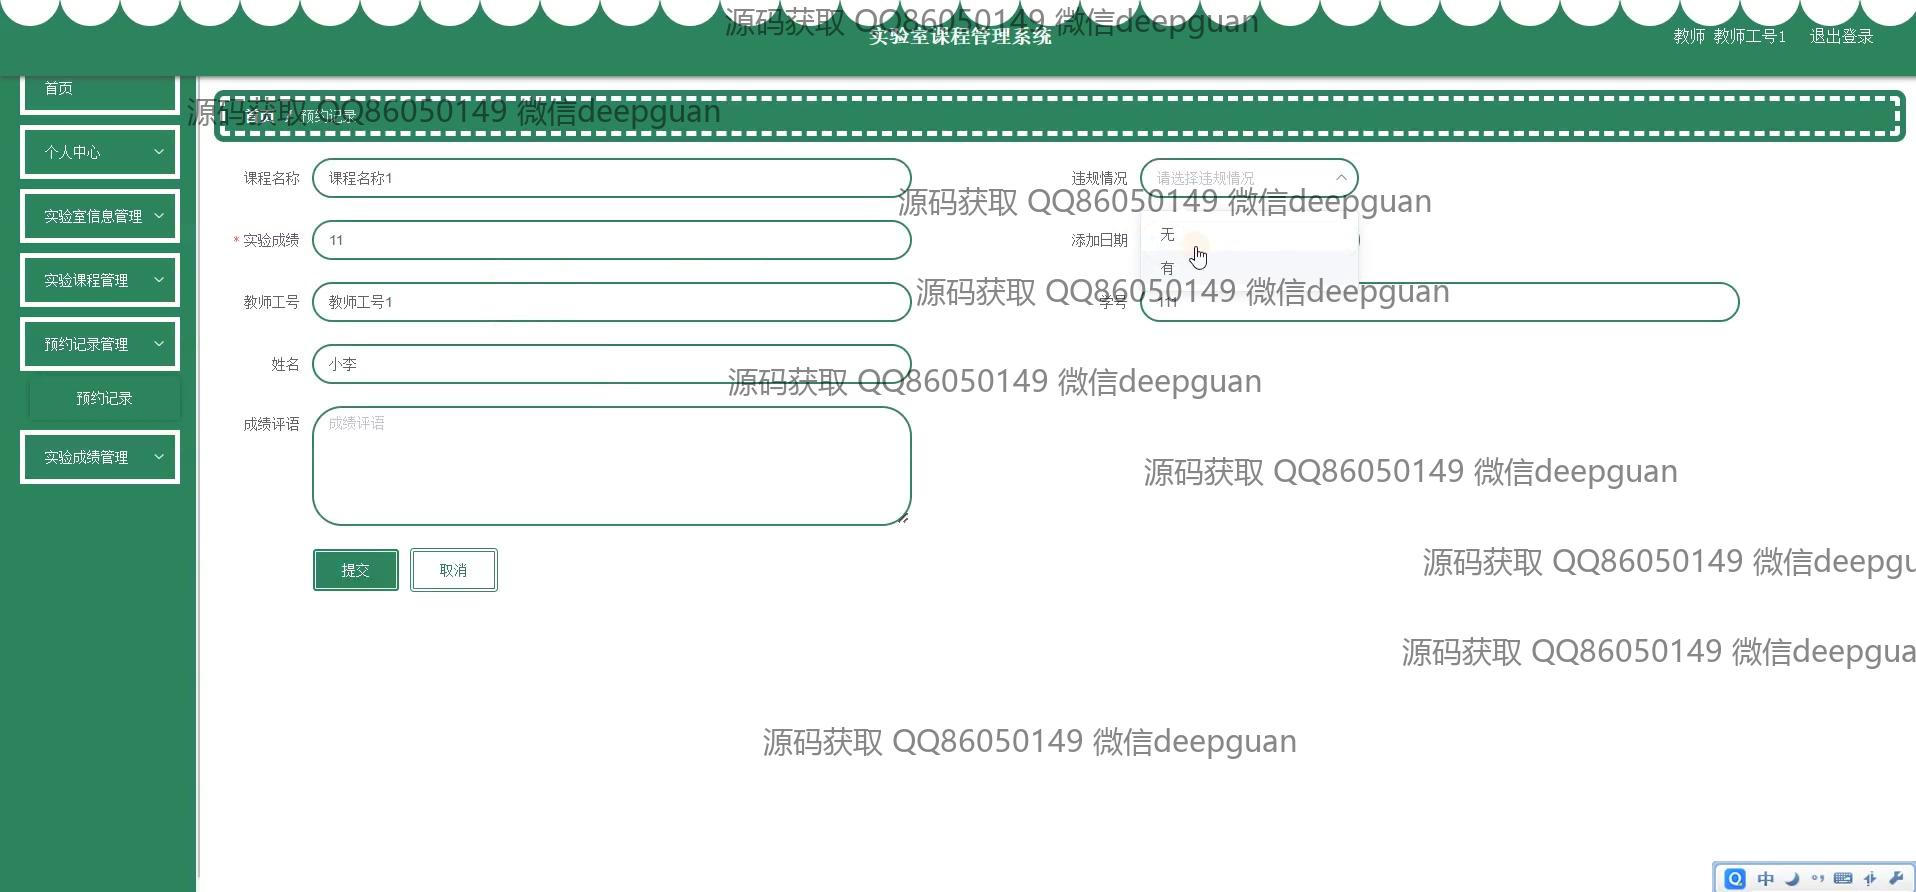 源码获取 QQ86050149 微信deepguan
实验室课程管理系统
教师 教师工号1 退出登录
首页
源码获取 QQ86050149 微信deepguan
首页 预约记录
个人中心
课程名称 课程名称1
违规情况 请选择违规情况
源码获取 QQ86050149 微信deepguan
实验室信息管理
* 实验成绩 11
添加日期
无
有
实验课程管理
源码获取 QQ86050149 微信deepguan
教师工号 教师工号1
学号 111
预约记录管理
姓名 小李
源码获取 QQ86050149 微信deepguan
预约记录
成绩评语 成绩评语
实验成绩管理
源码获取 QQ86050149 微信deepguan
提交 取消
源码获取 QQ86050149 微信deepgu
源码获取 QQ86050149 微信deepgua
源码获取 QQ86050149 微信deepguan
中